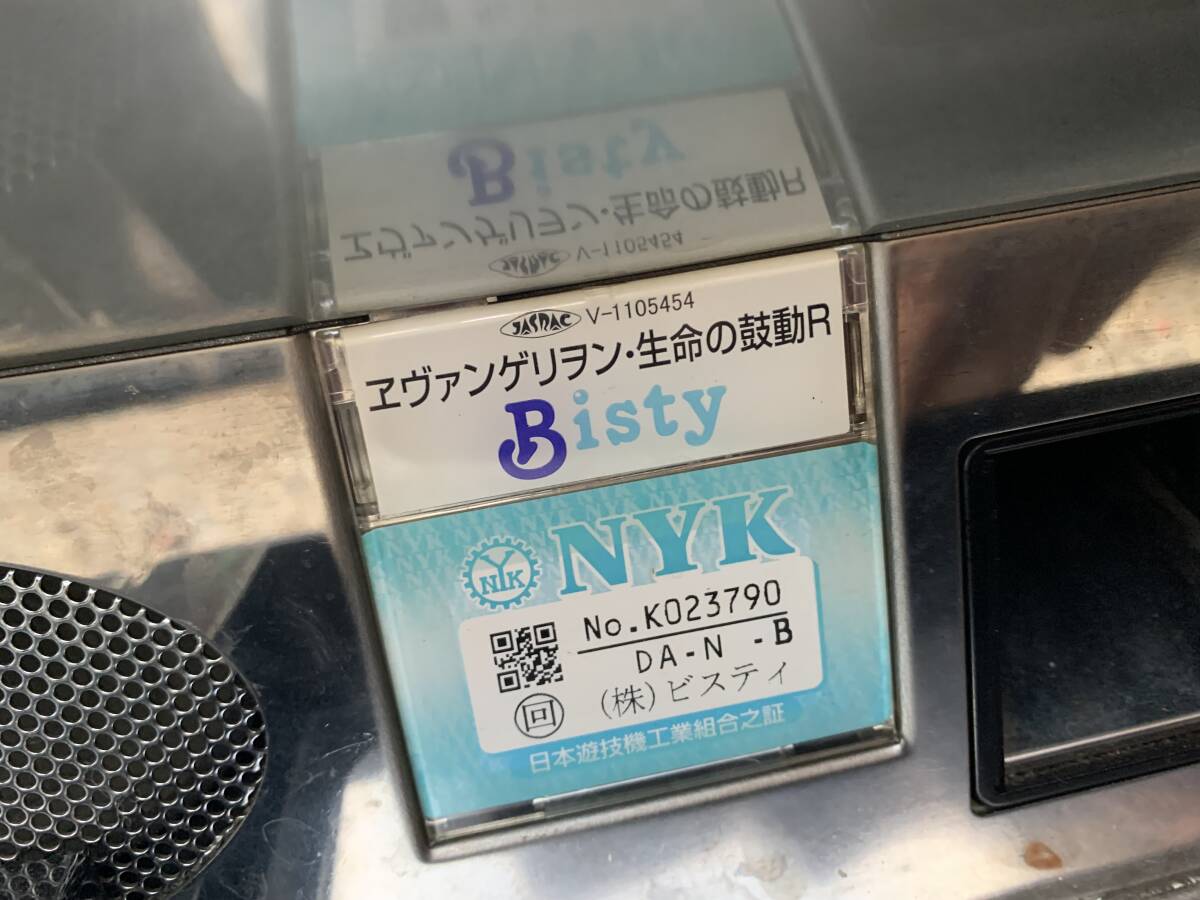 JASRAC V-1105454
ヱヴァンゲリヲン・生命の鼓動R
Bisty
NYK
NYK
No.K023790
DA-N -B
回
(株)ビスティ
日本遊技機工業組合之証